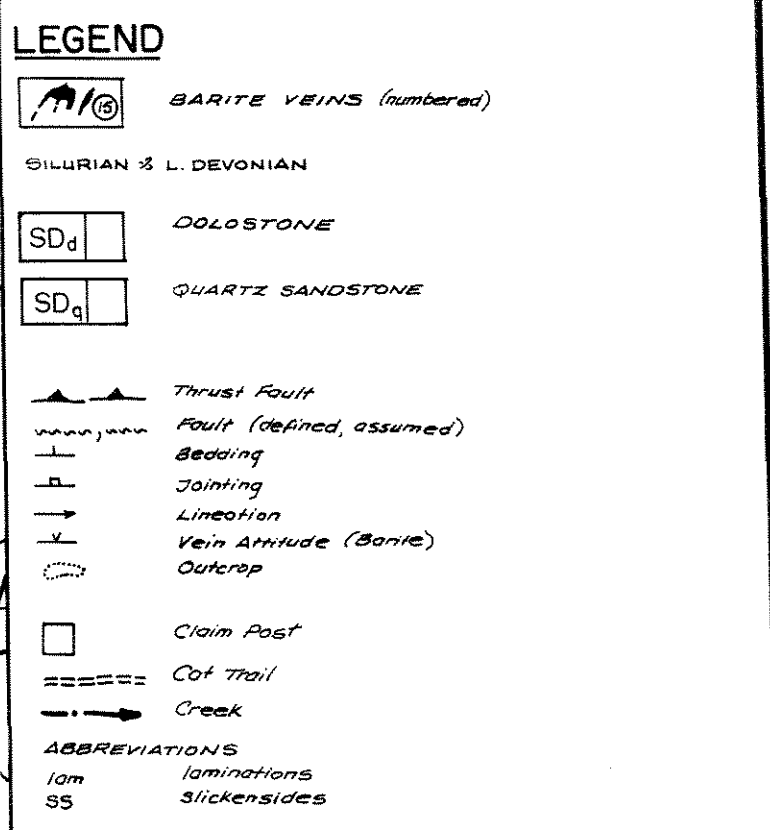 LEGEND
15 BARITE VEINS (numbered)
SILURIAN & L. DEVONIAN
SDd DOLOSTONE
SDq QUARTZ SANDSTONE
Thrust Fault
Fault (defined, assumed)
Bedding
Jointing
Lineation
Vein Attitude (Barite)
Outcrop
Claim Post
Cat Trail
Creek
ABBREVIATIONS
lam laminations
SS slickensides